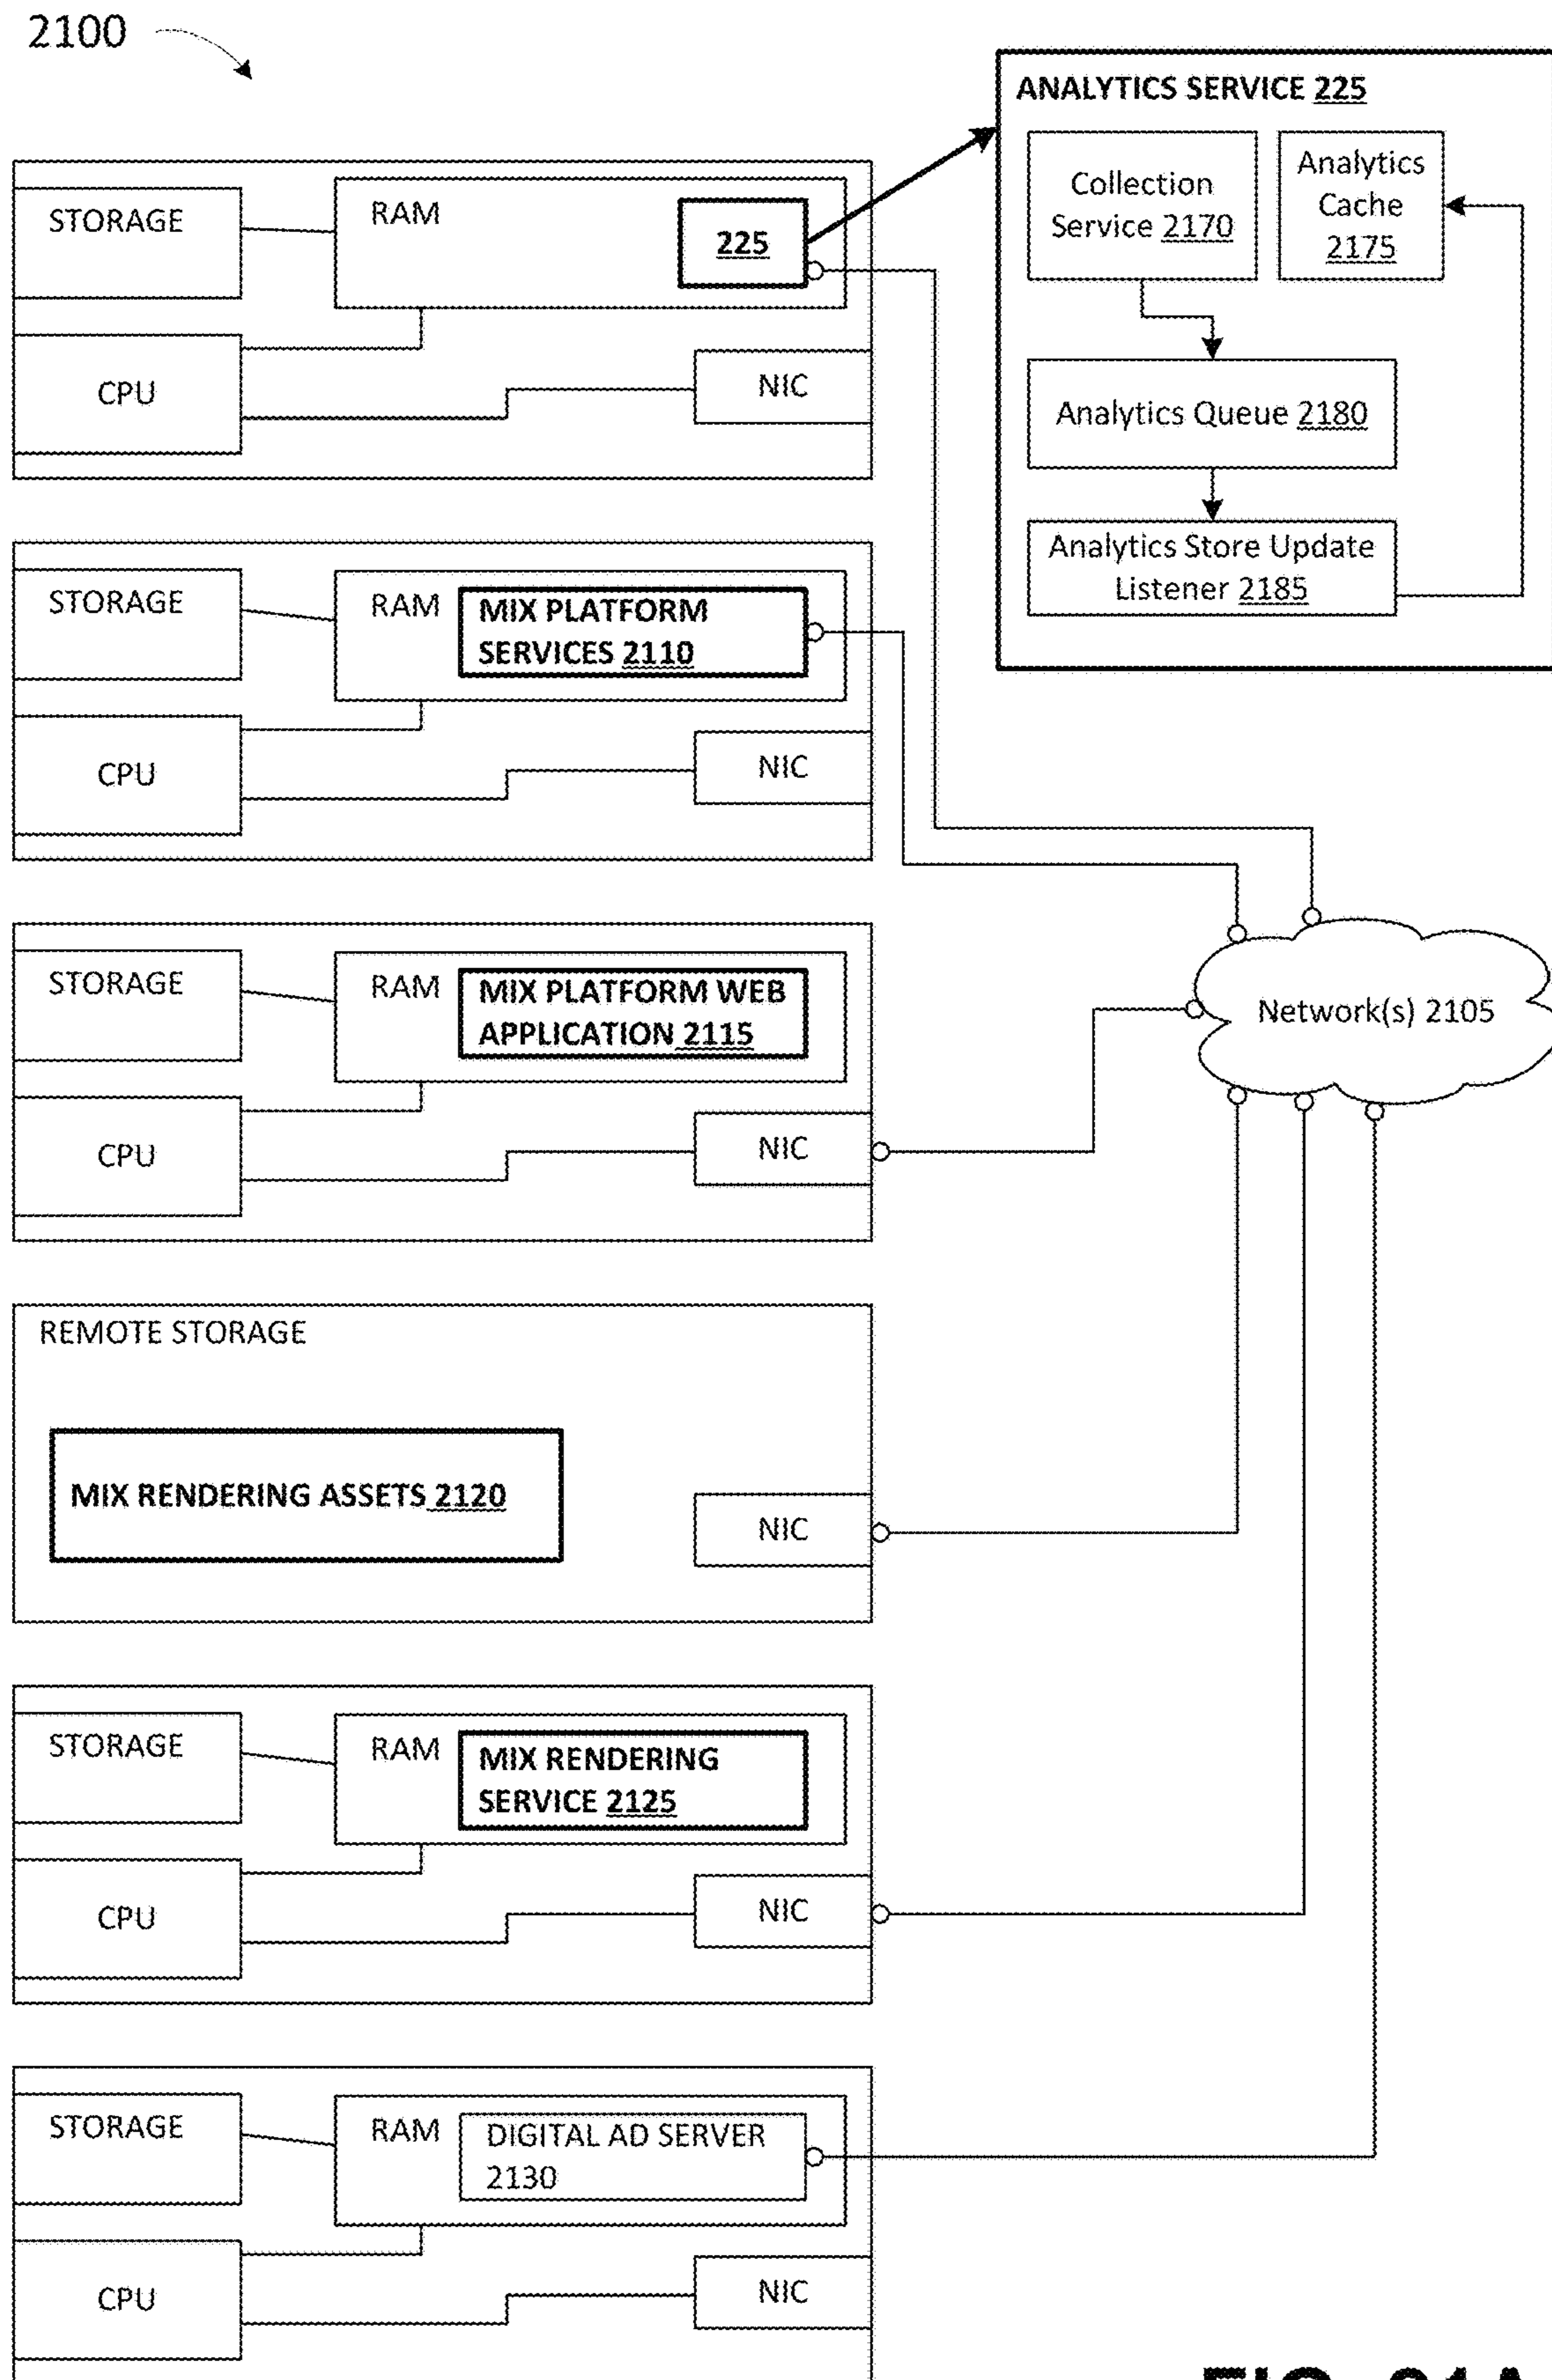 2100
ANALYTICS SERVICE 225
Collection
Service 2170
Analytics
Cache
2175
Analytics Queue 2180
Analytics Store Update
Listener 2185
STORAGE
RAM
225
CPU
NIC
STORAGE
RAM
MIX PLATFORM
SERVICES 2110
CPU
NIC
STORAGE
RAM
MIX PLATFORM WEB
APPLICATION 2115
CPU
NIC
Network(s) 2105
REMOTE STORAGE
MIX RENDERING ASSETS 2120
NIC
STORAGE
RAM
MIX RENDERING
SERVICE 2125
CPU
NIC
STORAGE
RAM
DIGITAL AD SERVER
2130
CPU
NIC